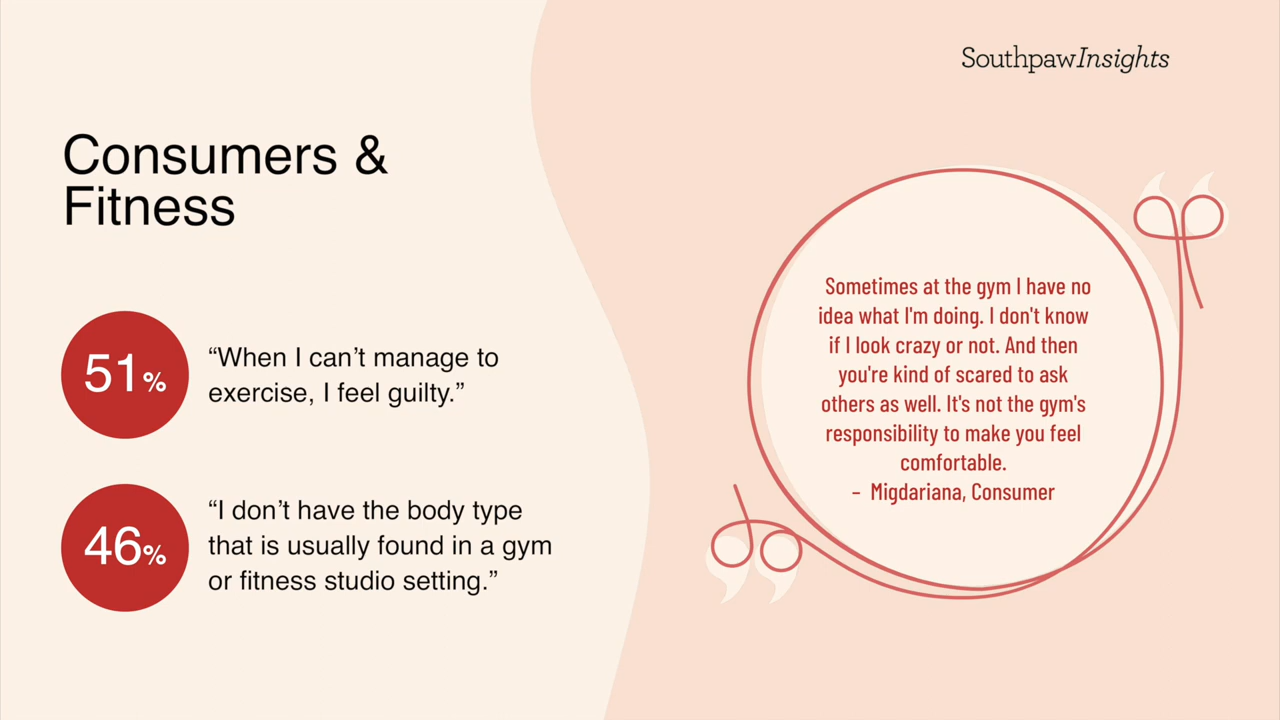 SouthpawInsights
Consumers &
Fitness
51%
“When I can’t manage to
exercise, I feel guilty.”
46%
“I don’t have the body type
that is usually found in a gym
or fitness studio setting.”
Sometimes at the gym I have no
idea what I'm doing. I don't know
if I look crazy or not. And then
you're kind of scared to ask
others as well. It's not the gym's
responsibility to make you feel
comfortable.
– Migdariana, Consumer